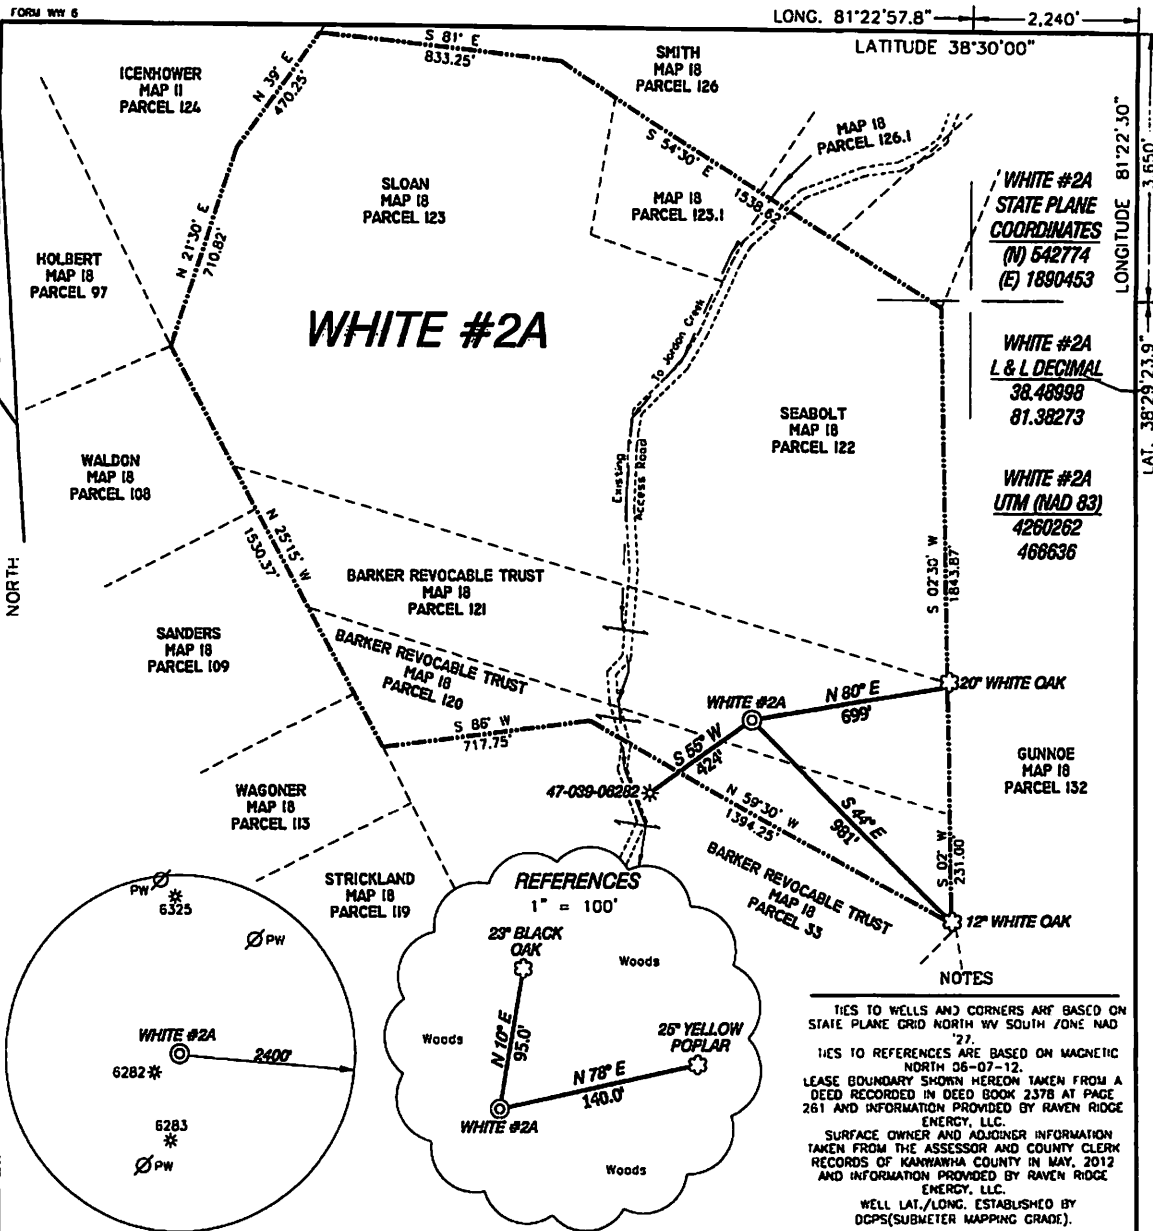 FORM WW 6
LONG. 81°22'57.8"
2,240'
LATITUDE 38°30'00"
LONGITUDE 81°22'30"
3,650'
LAT. 38°29'23.9"
ICENHOWER
MAP 11
PARCEL 124
N 39° E
470.25'
S 81° E
833.25'
SMITH
MAP 18
PARCEL 126
S 54°30' E
1538.62'
MAP 18
PARCEL 126.1
MAP 18
PARCEL 123.1
SLOAN
MAP 18
PARCEL 123
N 21°30' E
710.82'
HOLBERT
MAP 18
PARCEL 97
WHITE #2A
STATE PLANE
COORDINATES
(N) 542774
(E) 1890453
WHITE #2A
To Jordon Creek
WHITE #2A
L & L DECIMAL
38.48998
81.38273
SEABOLT
MAP 18
PARCEL 122
Existing
Access Road
WALDON
MAP 18
PARCEL 108
WHITE #2A
UTM (NAD 83)
4260262
466636
N 25°15' W
1530.37'
S 02°30' W
1843.87'
NORTH
BARKER REVOCABLE TRUST
MAP 18
PARCEL 121
SANDERS
MAP 18
PARCEL 109
BARKER REVOCABLE TRUST
MAP 18
PARCEL 120
S 86° W
717.75'
WHITE #2A
N 80° E
699'
20" WHITE OAK
S 55° W
424'
47-039-06282
GUNNOE
MAP 18
PARCEL 132
WAGONER
MAP 18
PARCEL 113
N 59°30' W
1394.25'
S 44° E
981'
S 02° W
231.00'
BARKER REVOCABLE TRUST
MAP 18
PARCEL 33
12" WHITE OAK
STRICKLAND
MAP 18
PARCEL 119
PW
6325
PW
WHITE #2A
2400'
6282
6283
PW
REFERENCES
1" = 100'
23" BLACK
OAK
Woods
Woods
N 10° E
95.0'
25" YELLOW
POPLAR
N 78° E
140.0'
WHITE #2A
Woods
NOTES
TIES TO WELLS AND CORNERS ARE BASED ON
STATE PLANE GRID NORTH WV SOUTH ZONE NAD
'27.
TIES TO REFERENCES ARE BASED ON MAGNETIC
NORTH 06-07-12.
LEASE BOUNDARY SHOWN HEREON TAKEN FROM A
DEED RECORDED IN DEED BOOK 2378 AT PAGE
261 AND INFORMATION PROVIDED BY RAVEN RIDGE
ENERGY, LLC.
SURFACE OWNER AND ADJOINER INFORMATION
TAKEN FROM THE ASSESSOR AND COUNTY CLERK
RECORDS OF KANWAHA COUNTY IN MAY, 2012
AND INFORMATION PROVIDED BY RAVEN RIDGE
ENERGY, LLC.
WELL LAT./LONG. ESTABLISHED BY
DGPS(SUBMETER MAPPING GRADE).